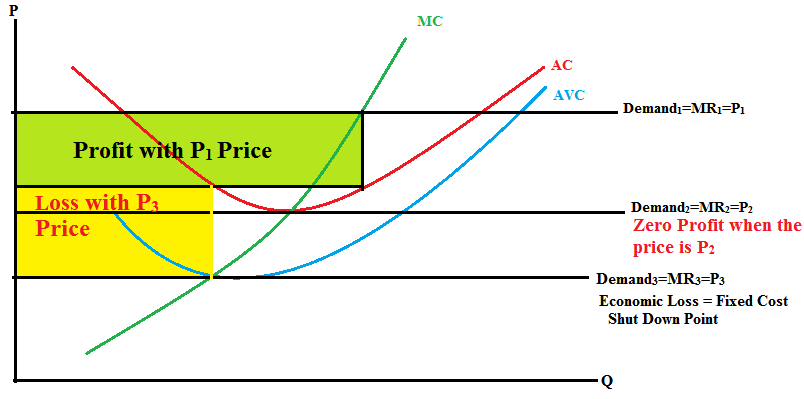 P
MC
AC
AVC
Demand₁=MR₁=P₁
Profit with P₁ Price
Loss with P₃
Price
Demand₂=MR₂=P₂
Zero Profit when the
price is P₂
Demand₃=MR₃=P₃
Economic Loss = Fixed Cost
Shut Down Point
Q